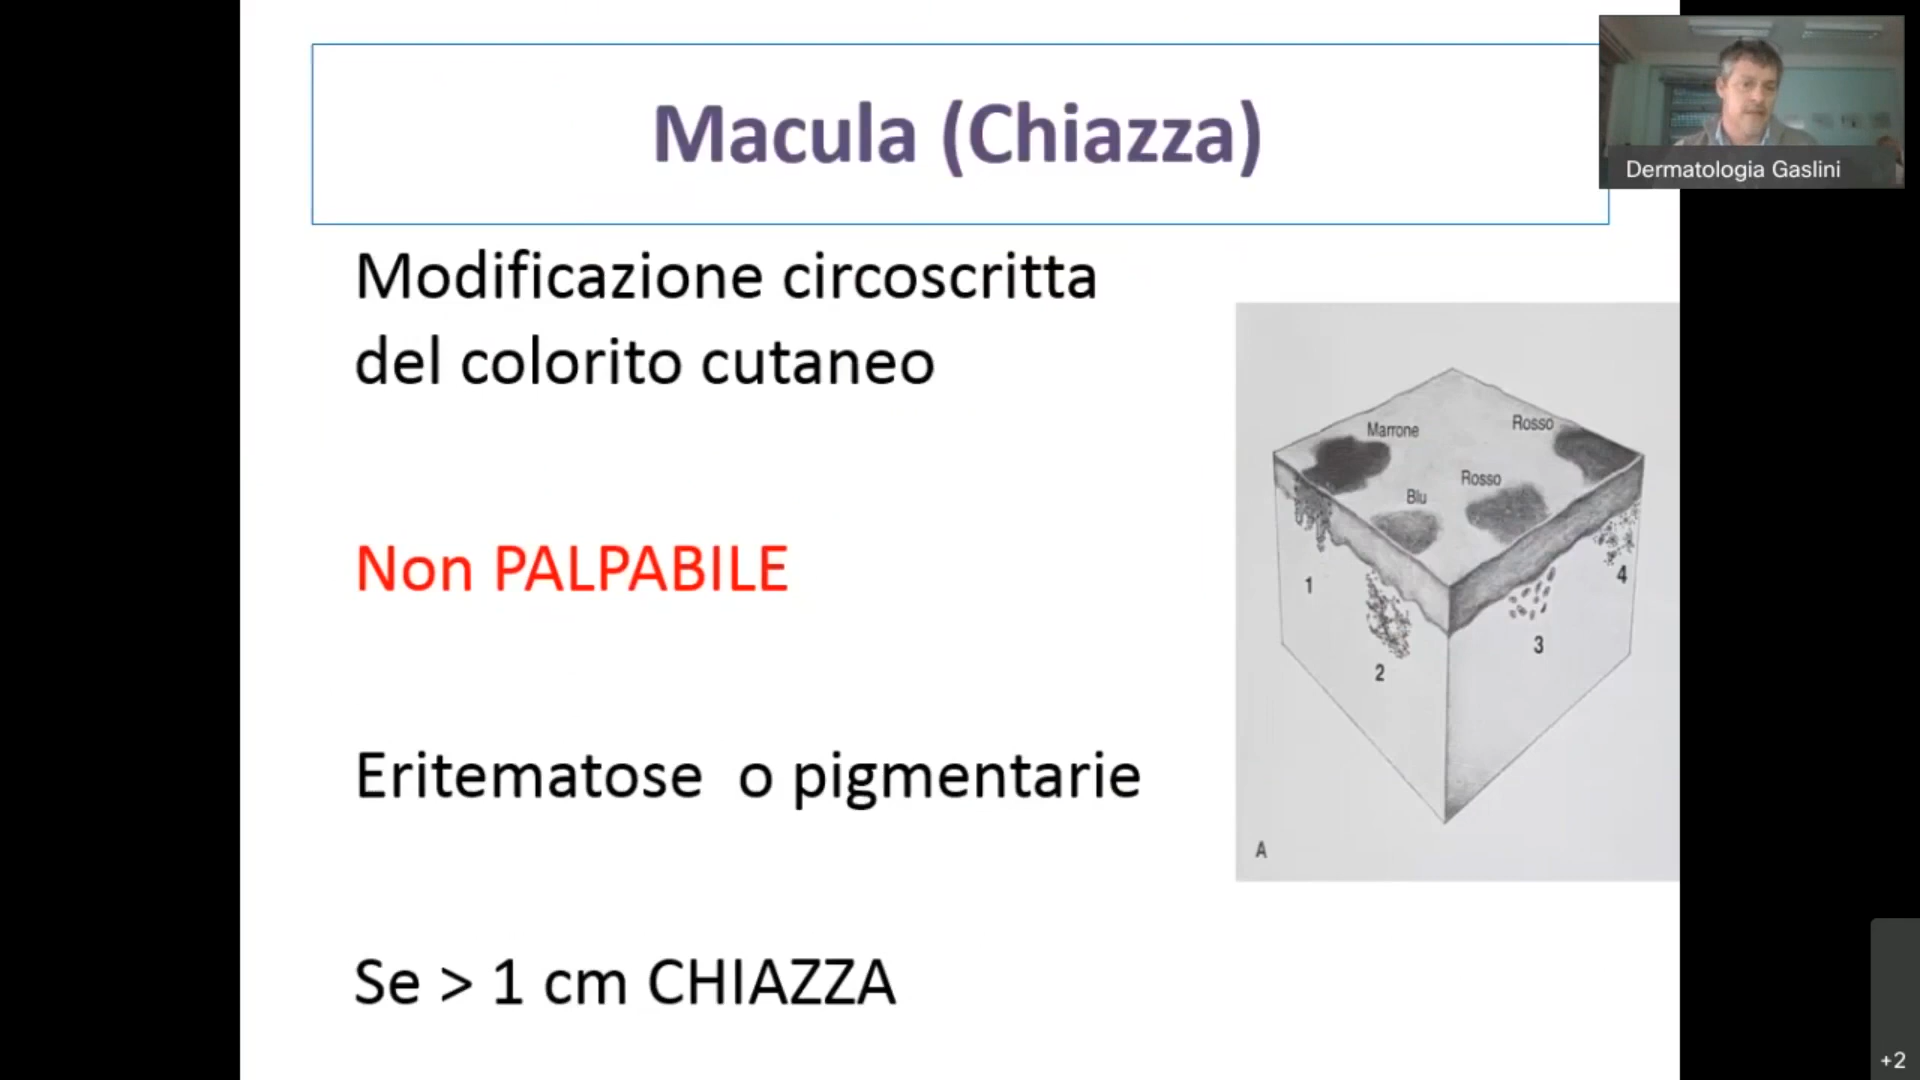 Macula (Chiazza)
Dermatologia Gaslini
Modificazione circoscritta
del colorito cutaneo
Non PALPABILE
Eritematose o pigmentarie
Se > 1 cm CHIAZZA
Marrone
Rosso
Blu
Rosso
1
2
3
4
A
+2